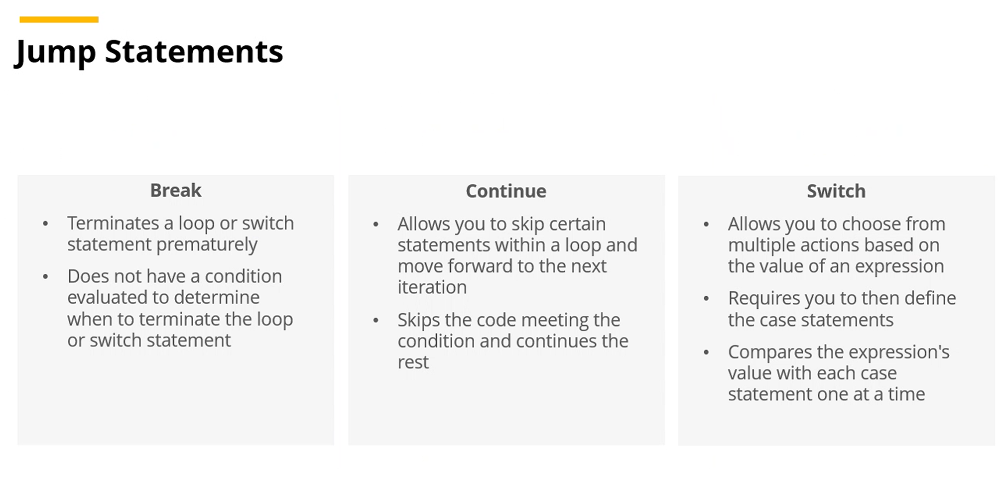 Jump Statements
Break
• Terminates a loop or switch
statement prematurely
• Does not have a condition
evaluated to determine
when to terminate the loop
or switch statement
Continue
• Allows you to skip certain
statements within a loop and
move forward to the next
iteration
• Skips the code meeting the
condition and continues the
rest
Switch
• Allows you to choose from
multiple actions based on
the value of an expression
• Requires you to then define
the case statements
• Compares the expression's
value with each case
statement one at a time